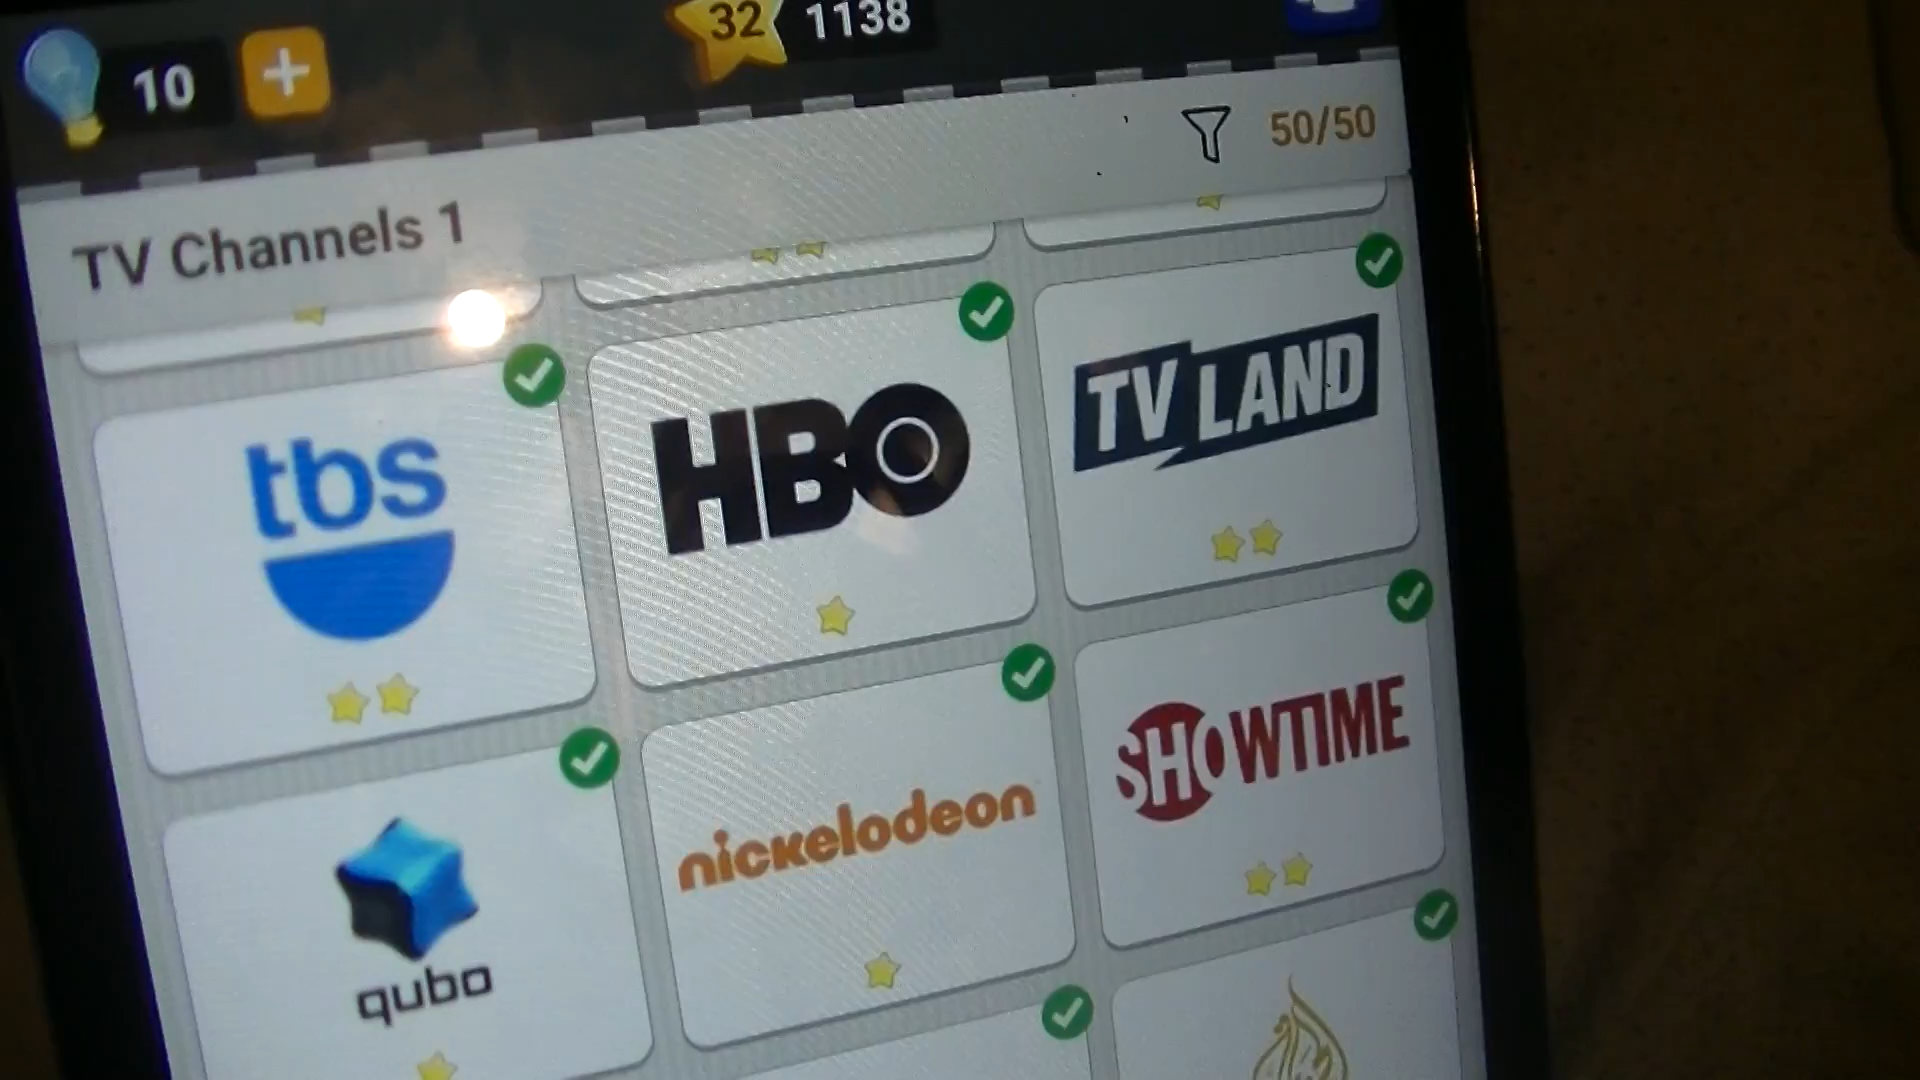 10
32
1138
50/50
TV Channels 1
tbs
HBO
TV LAND
qubo
nickelodeon
SHOWTIME